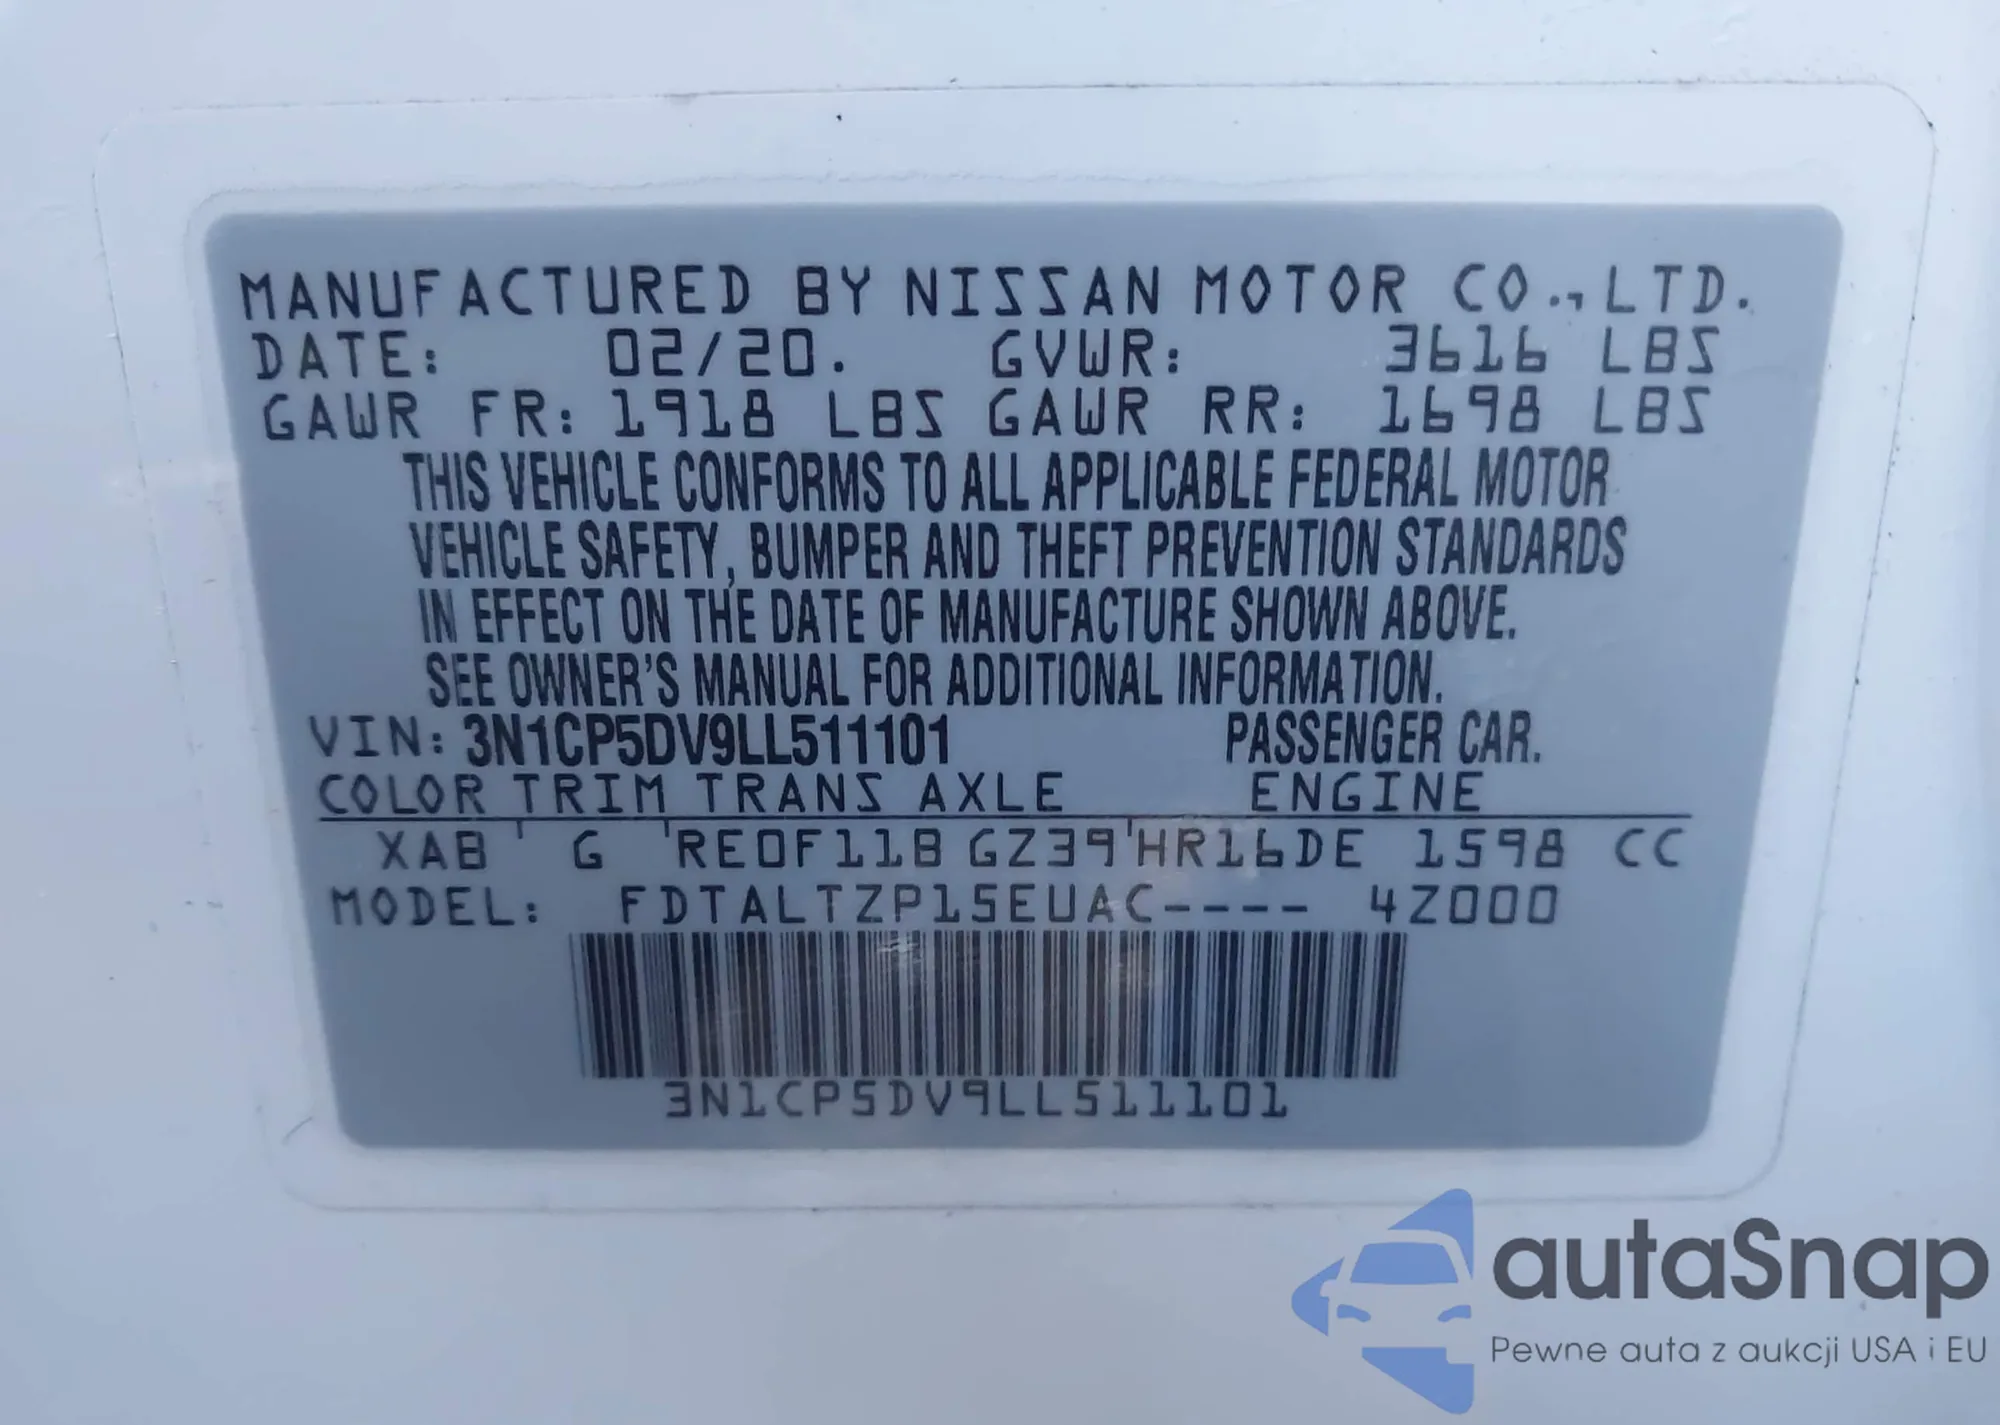 MANUFACTURED BY NISSAN MOTOR CO.,LTD.
DATE: 02/20. GVWR: 3616 LBS
GAWR FR: 1918 LBS GAWR RR: 1698 LBS
THIS VEHICLE CONFORMS TO ALL APPLICABLE FEDERAL MOTOR
VEHICLE SAFETY, BUMPER AND THEFT PREVENTION STANDARDS
IN EFFECT ON THE DATE OF MANUFACTURE SHOWN ABOVE.
SEE OWNER'S MANUAL FOR ADDITIONAL INFORMATION.
VIN: 3N1CP5DV9LL511101 PASSENGER CAR.
COLOR TRIM TRANS AXLE ENGINE
XAB G RE0F11B GZ39 HR16DE 1598 CC
MODEL: FDTALTZP15EUAC---- 4Z000
3N1CP5DV9LL511101
autaSnap
Pewne auta z aukcji USA i EU